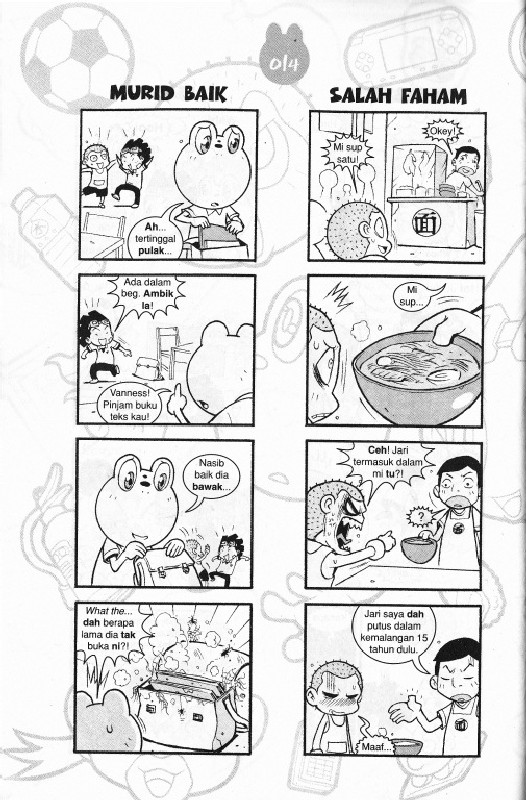 014
MURID BAIK
Ah...
tertinggal
pulak...
Ada dalam
beg. Ambik
la!
Vanness!
Pinjam buku
teks kau!
Nasib
baik dia
bawak...
What the...
dah berapa
lama dia tak
buka ni?!
SALAH FAHAM
Mi sup
satu!
Okey!
面
Mi
sup...
Ceh! Jari
termasuk dalam
mi tu?!
?
Jari saya dah
putus dalam
kemalangan 15
tahun dulu.
Maaf...